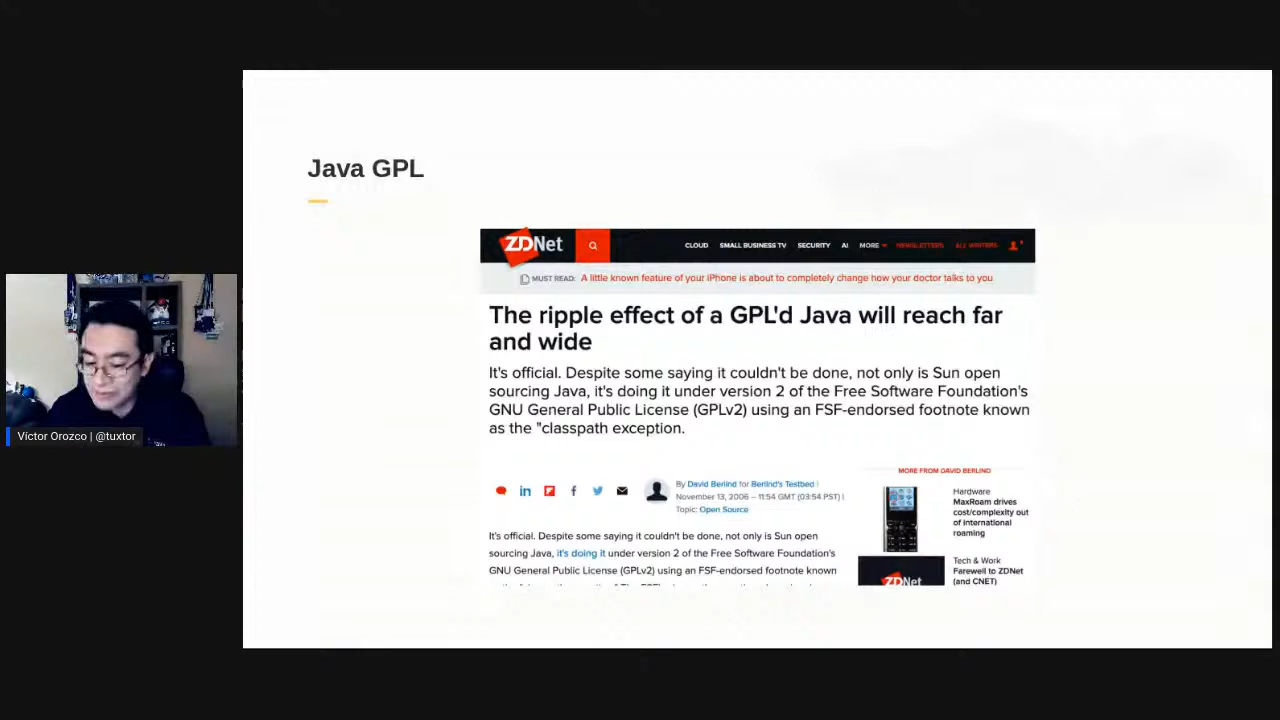 Java GPL
ZDNet
CLOUD SMALL BUSINESS TV SECURITY AI MORE NEWSLETTERS ALL WRITERS
MUST READ: A little known feature of your iPhone is about to completely change how your doctor talks to you
The ripple effect of a GPL'd Java will reach far
and wide
It's official. Despite some saying it couldn't be done, not only is Sun open
sourcing Java, it's doing it under version 2 of the Free Software Foundation's
GNU General Public License (GPLv2) using an FSF-endorsed footnote known
as the "classpath exception.
By David Berlind for Berlind's Testbed |
November 13, 2006 -- 11:54 GMT (03:54 PST) |
Topic: Open Source
It's official. Despite some saying it couldn't be done, not only is Sun open
sourcing Java, it's doing it under version 2 of the Free Software Foundation's
GNU General Public License (GPLv2) using an FSF-endorsed footnote known
MORE FROM DAVID BERLIND
Hardware
MaxRoam drives
cost/complexity out
of international
roaming
Tech & Work
Farewell to ZDNet
(and CNET)
ZDNet
Víctor Orozco | @tuxtor